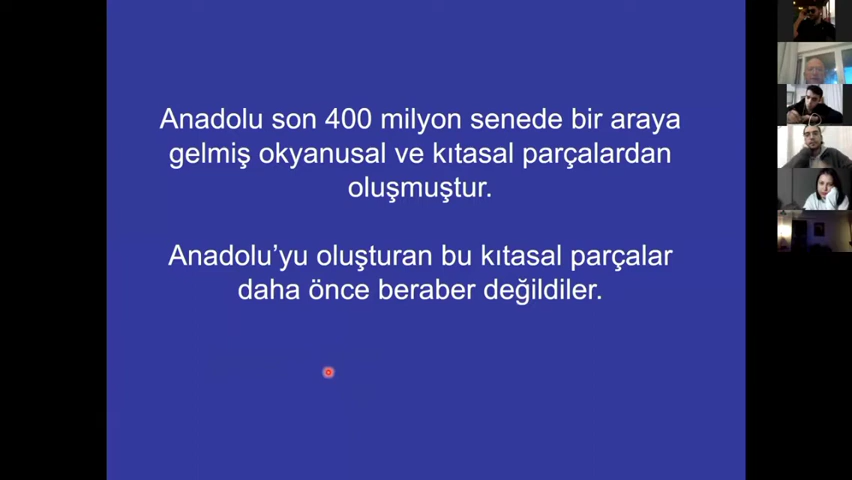 Anadolu son 400 milyon senede bir araya
gelmiş okyanusal ve kıtasal parçalardan
oluşmuştur.
Anadolu’yu oluşturan bu kıtasal parçalar
daha önce beraber değildiler.